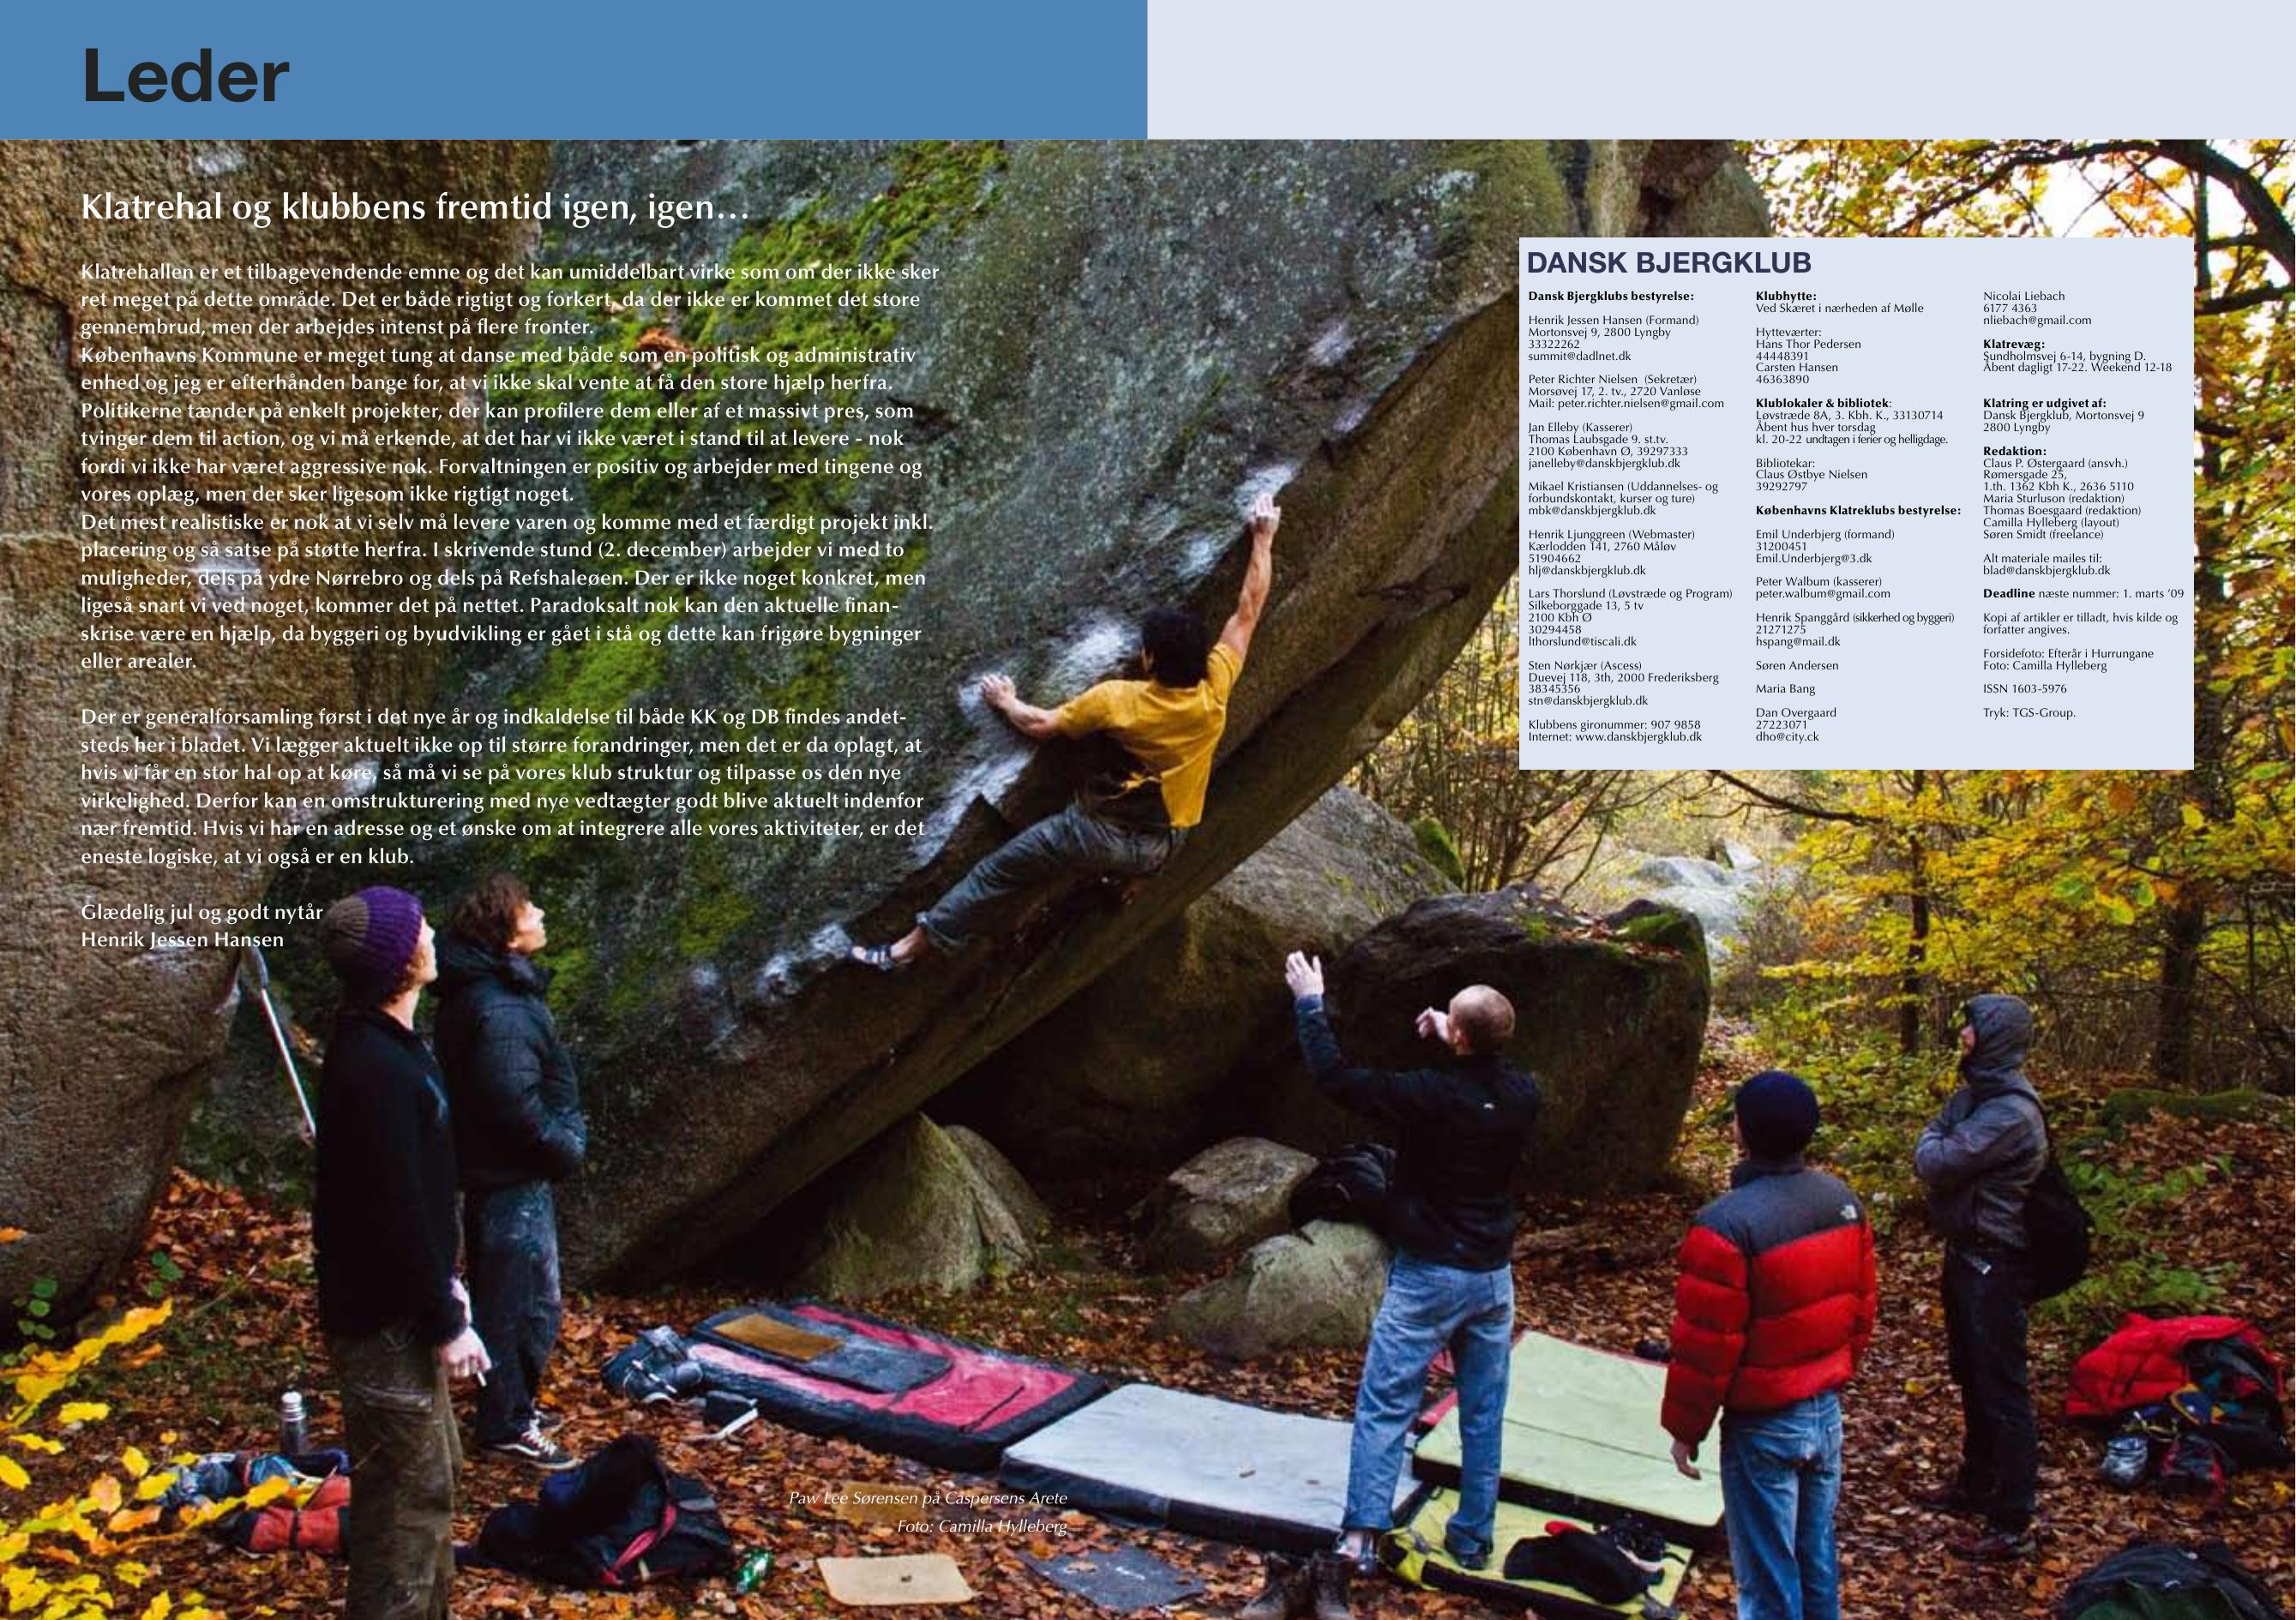 Leder
Klatrehal og klubbens fremtid igen, igen…
Klatrehallen er et tilbagevendende emne og det kan umiddelbart virke som om der ikke sker
ret meget på dette område. Det er både rigtigt og forkert, da der ikke er kommet det store
gennembrud, men der arbejdes intenst på flere fronter.
Københavns Kommune er meget tung at danse med både som en politisk og administrativ
enhed og jeg er efterhånden bange for, at vi ikke skal vente at få den store hjælp herfra.
Politikerne tænder på enkelt projekter, der kan profilere dem eller af et massivt pres, som
tvinger dem til action, og vi må erkende, at det har vi ikke været i stand til at levere - nok
fordi vi ikke har været aggressive nok. Forvaltningen er positiv og arbejder med tingene og
vores oplæg, men der sker ligesom ikke rigtigt noget.
Det mest realistiske er nok at vi selv må levere varen og komme med et færdigt projekt inkl.
placering og så satse på støtte herfra. I skrivende stund (2. december) arbejder vi med to
muligheder, dels på ydre Nørrebro og dels på Refshaleøen. Der er ikke noget konkret, men
ligeså snart vi ved noget, kommer det på nettet. Paradoksalt nok kan den aktuelle finan-
skrise være en hjælp, da byggeri og byudvikling er gået i stå og dette kan frigøre bygninger
eller arealer.
Der er generalforsamling først i det nye år og indkaldelse til både KK og DB findes andet-
steds her i bladet. Vi lægger aktuelt ikke op til større forandringer, men det er da oplagt, at
hvis vi får en stor hal op at køre, så må vi se på vores klub struktur og tilpasse os den nye
virkelighed. Derfor kan en omstrukturering med nye vedtægter godt blive aktuelt indenfor
nær fremtid. Hvis vi har en adresse og et ønske om at integrere alle vores aktiviteter, er det
eneste logiske, at vi også er en klub.
Glædelig jul og godt nytår
Henrik Jessen Hansen
DANSK BJERGKLUB
Dansk Bjergklubs bestyrelse:
Henrik Jessen Hansen (Formand)
Mortonsvej 9, 2800 Lyngby
33322262
summit@dadlnet.dk
Peter Richter Nielsen (Sekretær)
Morsøvej 17, 2. tv., 2720 Vanløse
Mail: peter.richter.nielsen@gmail.com
Jan Elleby (Kasserer)
Thomas Laubsgade 9. st.tv.
2100 København Ø, 39297333
janelleby@danskbjergklub.dk
Mikael Kristiansen (Uddannelses- og
forbundskontakt, kurser og ture)
mbk@danskbjergklub.dk
Henrik Ljunggreen (Webmaster)
Kærlodden 141, 2760 Måløv
51904662
hlj@danskbjergklub.dk
Lars Thorslund (Løvstræde og Program)
Silkeborggade 13, 5 tv
2100 Kbh Ø
30294458
lthorslund@tiscali.dk
Sten Nørkjær (Ascess)
Duevej 118, 3th, 2000 Frederiksberg
38345356
stn@danskbjergklub.dk
Klubbens gironummer: 907 9858
Internet: www.danskbjergklub.dk
Klubhytte:
Ved Skæret i nærheden af Mølle
Hytteværter:
Hans Thor Pedersen
44448391
Carsten Hansen
46363890
Klublokaler & bibliotek:
Løvstræde 8A, 3. Kbh. K., 33130714
Åbent hus hver torsdag
kl. 20-22 undtagen i ferier og helligdage.
Bibliotekar:
Claus Østbye Nielsen
39292797
Københavns Klatreklubs bestyrelse:
Emil Underbjerg (formand)
31200451
Emil.Underbjerg@3.dk
Peter Walbum (kasserer)
peter.walbum@gmail.com
Henrik Spanggård (sikkerhed og byggeri)
21271275
hspang@mail.dk
Søren Andersen
Maria Bang
Dan Overgaard
27223071
dho@city.ck
Nicolai Liebach
6177 4363
nliebach@gmail.com
Klatrevæg:
Sundholmsvej 6-14, bygning D.
Åbent dagligt 17-22. Weekend 12-18
Klatring er udgivet af:
Dansk Bjergklub, Mortonsvej 9
2800 Lyngby
Redaktion:
Claus P. Østergaard (ansvh.)
Rømersgade 25,
1.th. 1362 Kbh K., 2636 5110
Maria Sturluson (redaktion)
Thomas Boesgaard (redaktion)
Camilla Hylleberg (layout)
Søren Smidt (freelance)
Alt materiale mailes til:
blad@danskbjergklub.dk
Deadline næste nummer: 1. marts ’09
Kopi af artikler er tilladt, hvis kilde og
forfatter angives.
Forsidefoto: Efterår i Hurrungane
Foto: Camilla Hylleberg
ISSN 1603-5976
Tryk: TGS-Group.
Paw Lee Sørensen på Caspersens Arete
Foto: Camilla Hylleberg